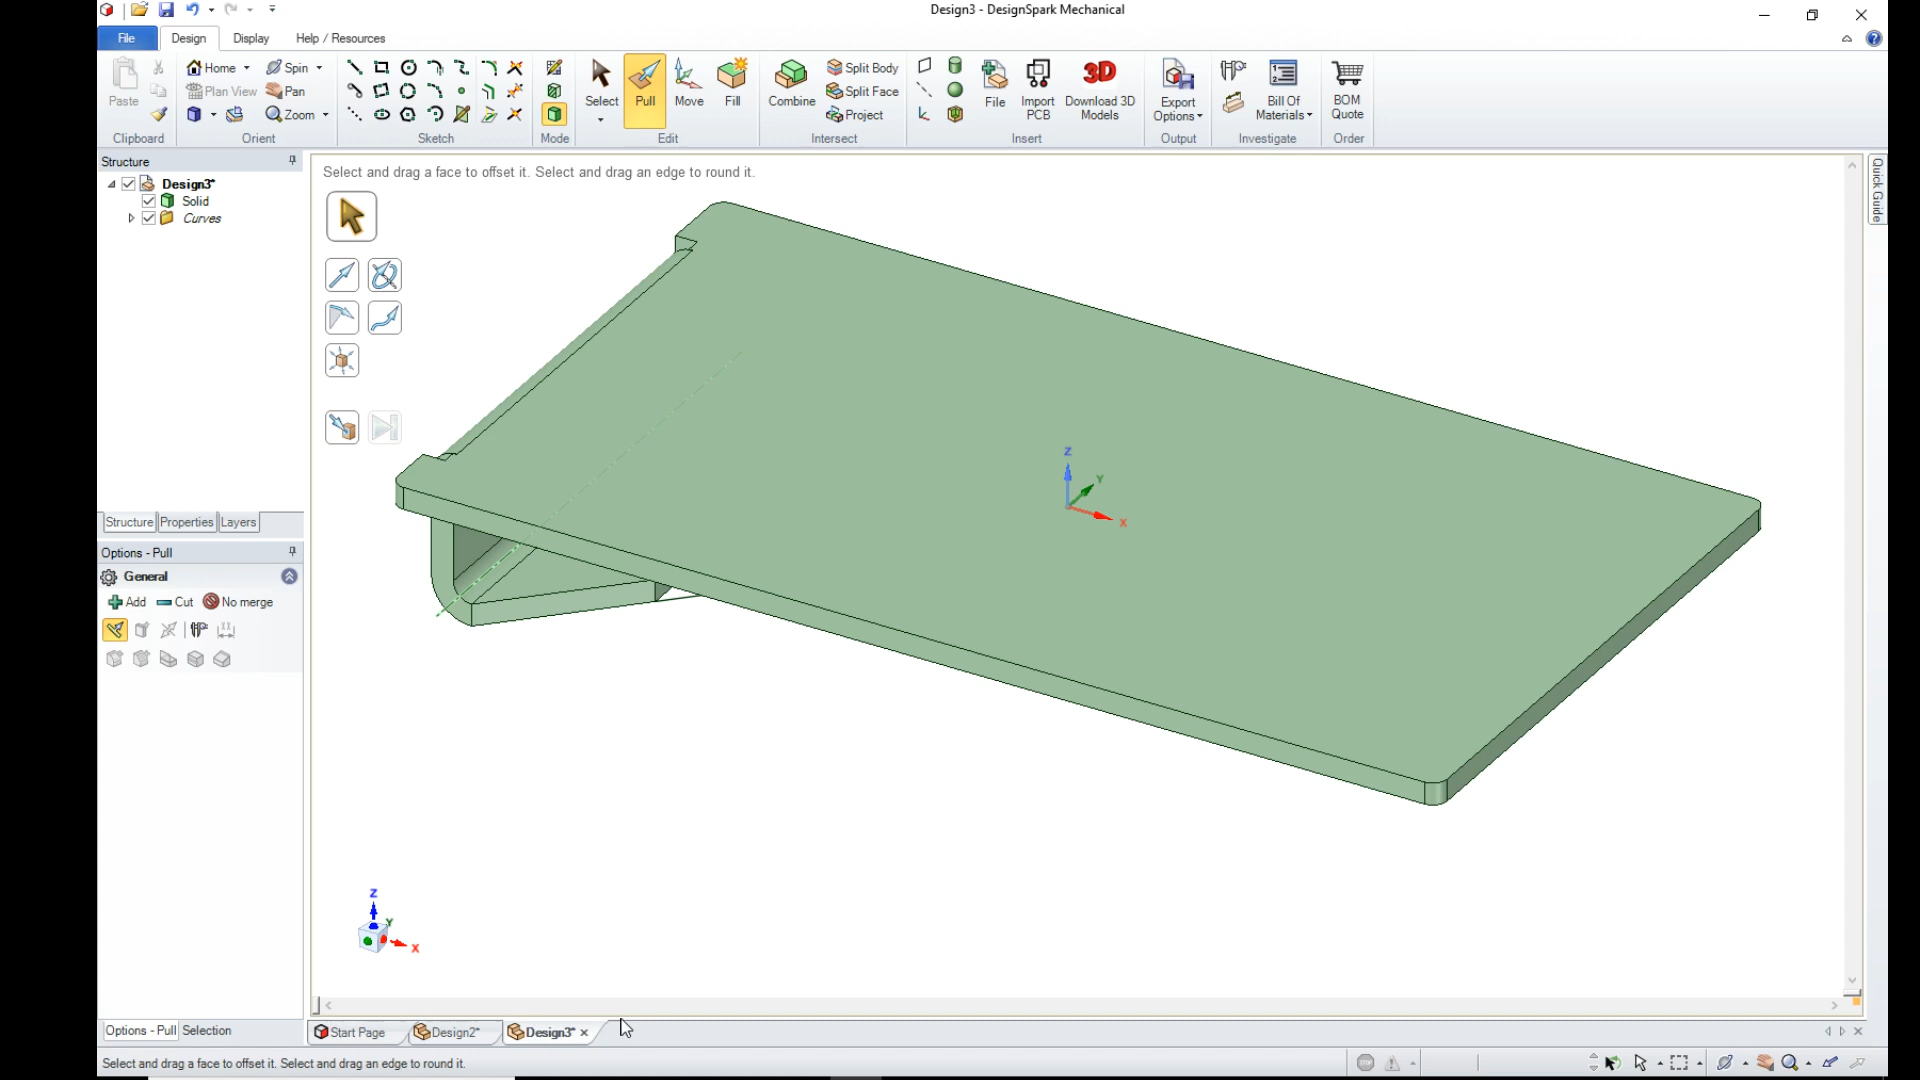 Design3 - DesignSpark Mechanical
File Design Display Help / Resources
Paste
Clipboard
Home Spin
Plan View Pan
Zoom
Orient
Sketch
Mode
Select Pull Move Fill
Edit
Combine
Split Body
Split Face
Project
Intersect
File
Import PCB
Download 3D Models
3D
Insert
Export Options
Output
Bill Of Materials
Investigate
BOM Quote
Order
Structure
Design3*
Solid
Curves
Structure Properties Layers
Options - Pull
General
Add Cut No merge
Options - Pull Selection
Select and drag a face to offset it. Select and drag an edge to round it.
Quick Guide
Z
Y
X
Z
Y
X
Start Page Design2* Design3*
Select and drag a face to offset it. Select and drag an edge to round it.